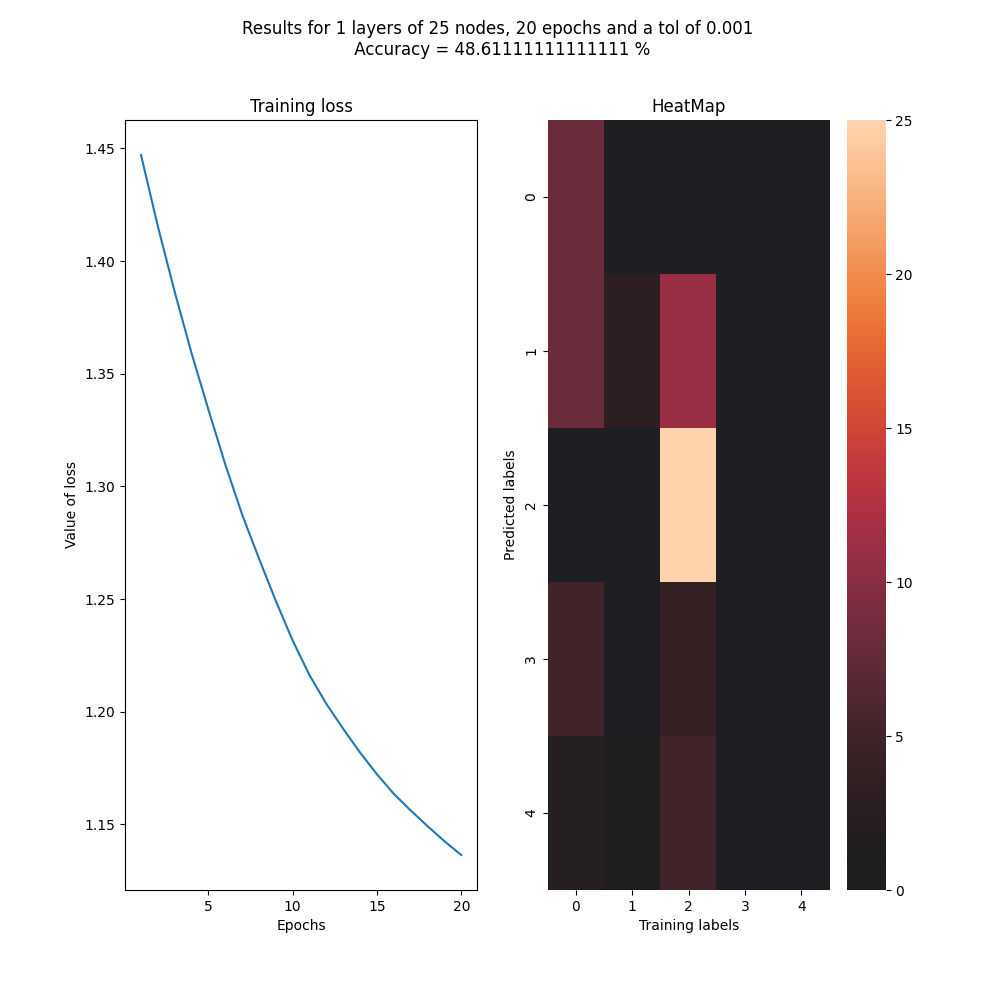 Results for 1 layers of 25 nodes, 20 epochs and a tol of 0.001
Accuracy = 48.61111111111111 %
Training loss
1.45
1.40
1.35
1.30
1.25
1.20
1.15
Value of loss
5 10 15 20
Epochs
HeatMap
0
1
2
3
4
Predicted labels
0 1 2 3 4
Training labels
25
20
15
10
5
0